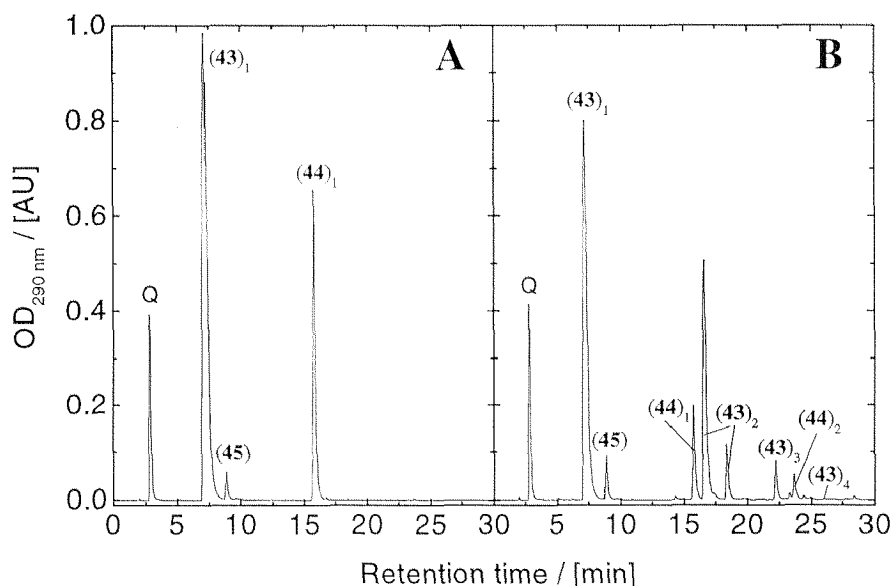 A
B
OD290 nm / [AU]
1.0
0.8
0.6
0.4
0.2
0.0
Q
(43)1
(45)
(44)1
Q
(43)1
(45)
(44)1
(43)2
(43)3
(44)2
(43)4
0 5 10 15 20 25 30 5 10 15 20 25 30
Retention time / [min]